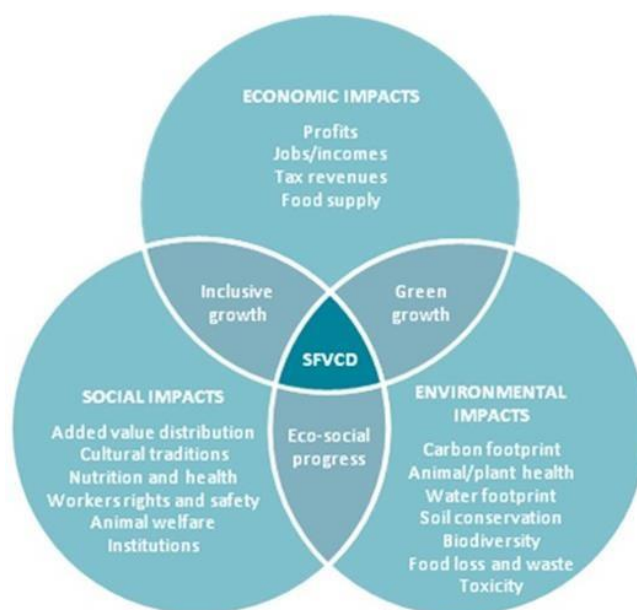 ECONOMIC IMPACTS
Profits
Jobs/incomes
Tax revenues
Food supply
Inclusive
growth
Green
growth
SFVCD
SOCIAL IMPACTS
Added value distribution
Cultural traditions
Nutrition and health
Workers rights and safety
Animal welfare
Institutions
Eco-social
progress
ENVIRONMENTAL
IMPACTS
Carbon footprint
Animal/plant health
Water footprint
Soil conservation
Biodiversity
Food loss and waste
Toxicity